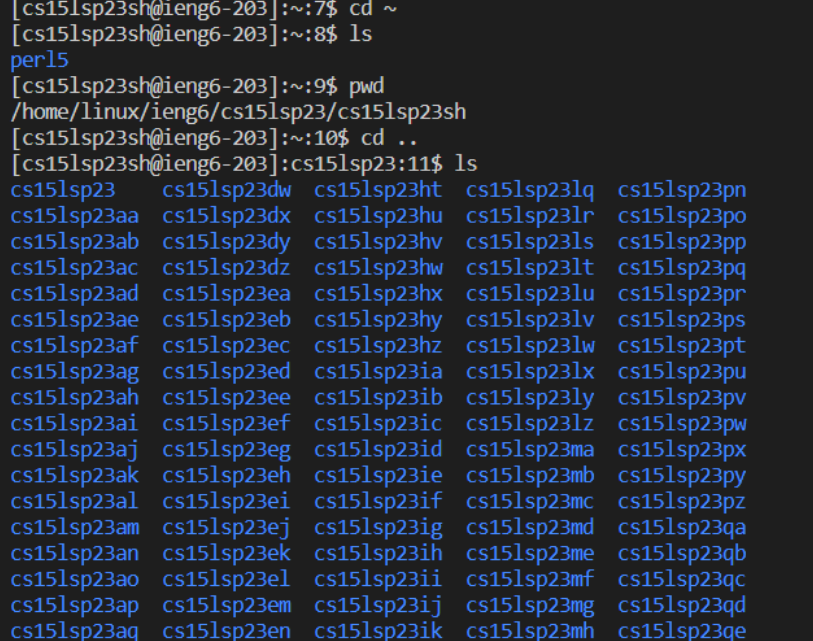 [cs15lsp23sh@ieng6-203]:~:7$ cd ~
[cs15lsp23sh@ieng6-203]:~:8$ ls
perl5
[cs15lsp23sh@ieng6-203]:~:9$ pwd
/home/linux/ieng6/cs15lsp23/cs15lsp23sh
[cs15lsp23sh@ieng6-203]:~:10$ cd ..
[cs15lsp23sh@ieng6-203]:cs15lsp23:11$ ls
cs15lsp23 cs15lsp23dw cs15lsp23ht cs15lsp23lq cs15lsp23pn
cs15lsp23aa cs15lsp23dx cs15lsp23hu cs15lsp23lr cs15lsp23po
cs15lsp23ab cs15lsp23dy cs15lsp23hv cs15lsp23ls cs15lsp23pp
cs15lsp23ac cs15lsp23dz cs15lsp23hw cs15lsp23lt cs15lsp23pq
cs15lsp23ad cs15lsp23ea cs15lsp23hx cs15lsp23lu cs15lsp23pr
cs15lsp23ae cs15lsp23eb cs15lsp23hy cs15lsp23lv cs15lsp23ps
cs15lsp23af cs15lsp23ec cs15lsp23hz cs15lsp23lw cs15lsp23pt
cs15lsp23ag cs15lsp23ed cs15lsp23ia cs15lsp23lx cs15lsp23pu
cs15lsp23ah cs15lsp23ee cs15lsp23ib cs15lsp23ly cs15lsp23pv
cs15lsp23ai cs15lsp23ef cs15lsp23ic cs15lsp23lz cs15lsp23pw
cs15lsp23aj cs15lsp23eg cs15lsp23id cs15lsp23ma cs15lsp23px
cs15lsp23ak cs15lsp23eh cs15lsp23ie cs15lsp23mb cs15lsp23py
cs15lsp23al cs15lsp23ei cs15lsp23if cs15lsp23mc cs15lsp23pz
cs15lsp23am cs15lsp23ej cs15lsp23ig cs15lsp23md cs15lsp23qa
cs15lsp23an cs15lsp23ek cs15lsp23ih cs15lsp23me cs15lsp23qb
cs15lsp23ao cs15lsp23el cs15lsp23ii cs15lsp23mf cs15lsp23qc
cs15lsp23ap cs15lsp23em cs15lsp23ij cs15lsp23mg cs15lsp23qd
cs15lsp23aq cs15lsp23en cs15lsp23ik cs15lsp23mh cs15lsp23qe